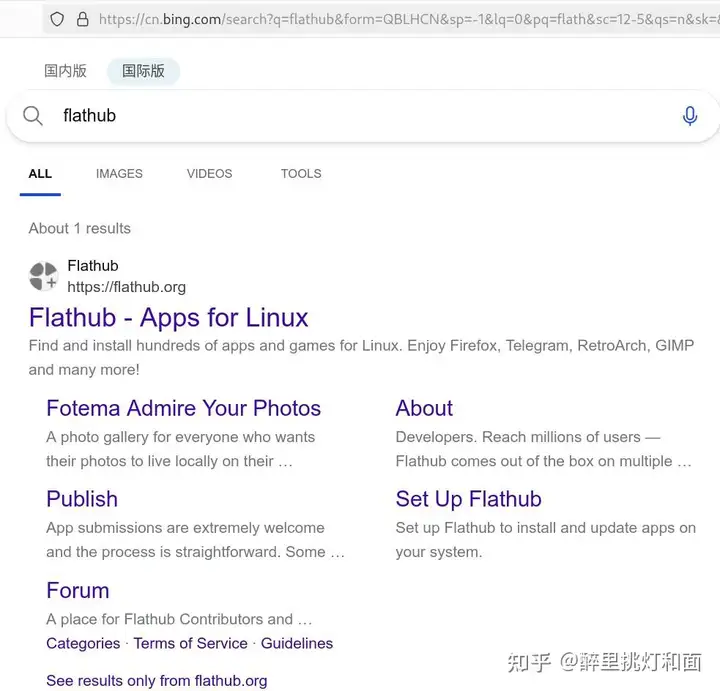 https://cn.bing.com/search?q=flathub&form=QBLHCN&sp=-1&lq=0&pq=flath&sc=12-5&qs=n&sk=
国内版 国际版
flathub
ALL IMAGES VIDEOS TOOLS
About 1 results
Flathub
https://flathub.org
Flathub - Apps for Linux
Find and install hundreds of apps and games for Linux. Enjoy Firefox, Telegram, RetroArch, GIMP
and many more!
Fotema Admire Your Photos
A photo gallery for everyone who wants
their photos to live locally on their …
About
Developers. Reach millions of users —
Flathub comes out of the box on multiple …
Publish
App submissions are extremely welcome
and the process is straightforward. Some …
Set Up Flathub
Set up Flathub to install and update apps on
your system.
Forum
A place for Flathub Contributors and …
Categories · Terms of Service · Guidelines
See results only from flathub.org
知乎 @醉里挑灯和面